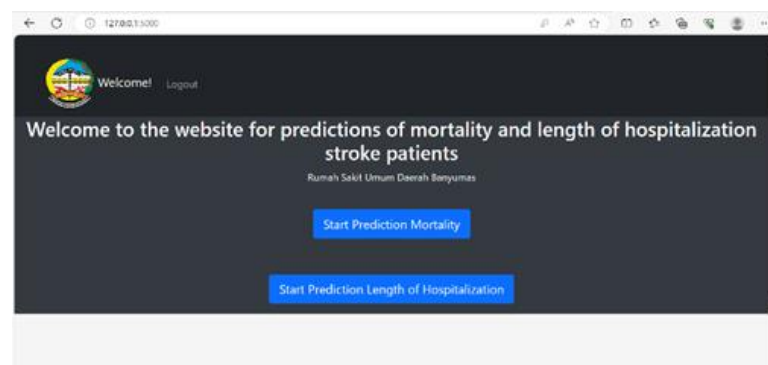 127.0.0.1:5000
Welcome! Logout
Welcome to the website for predictions of mortality and length of hospitalization
stroke patients
Rumah Sakit Umum Daerah Banyumas
Start Prediction Mortality
Start Prediction Length of Hospitalization